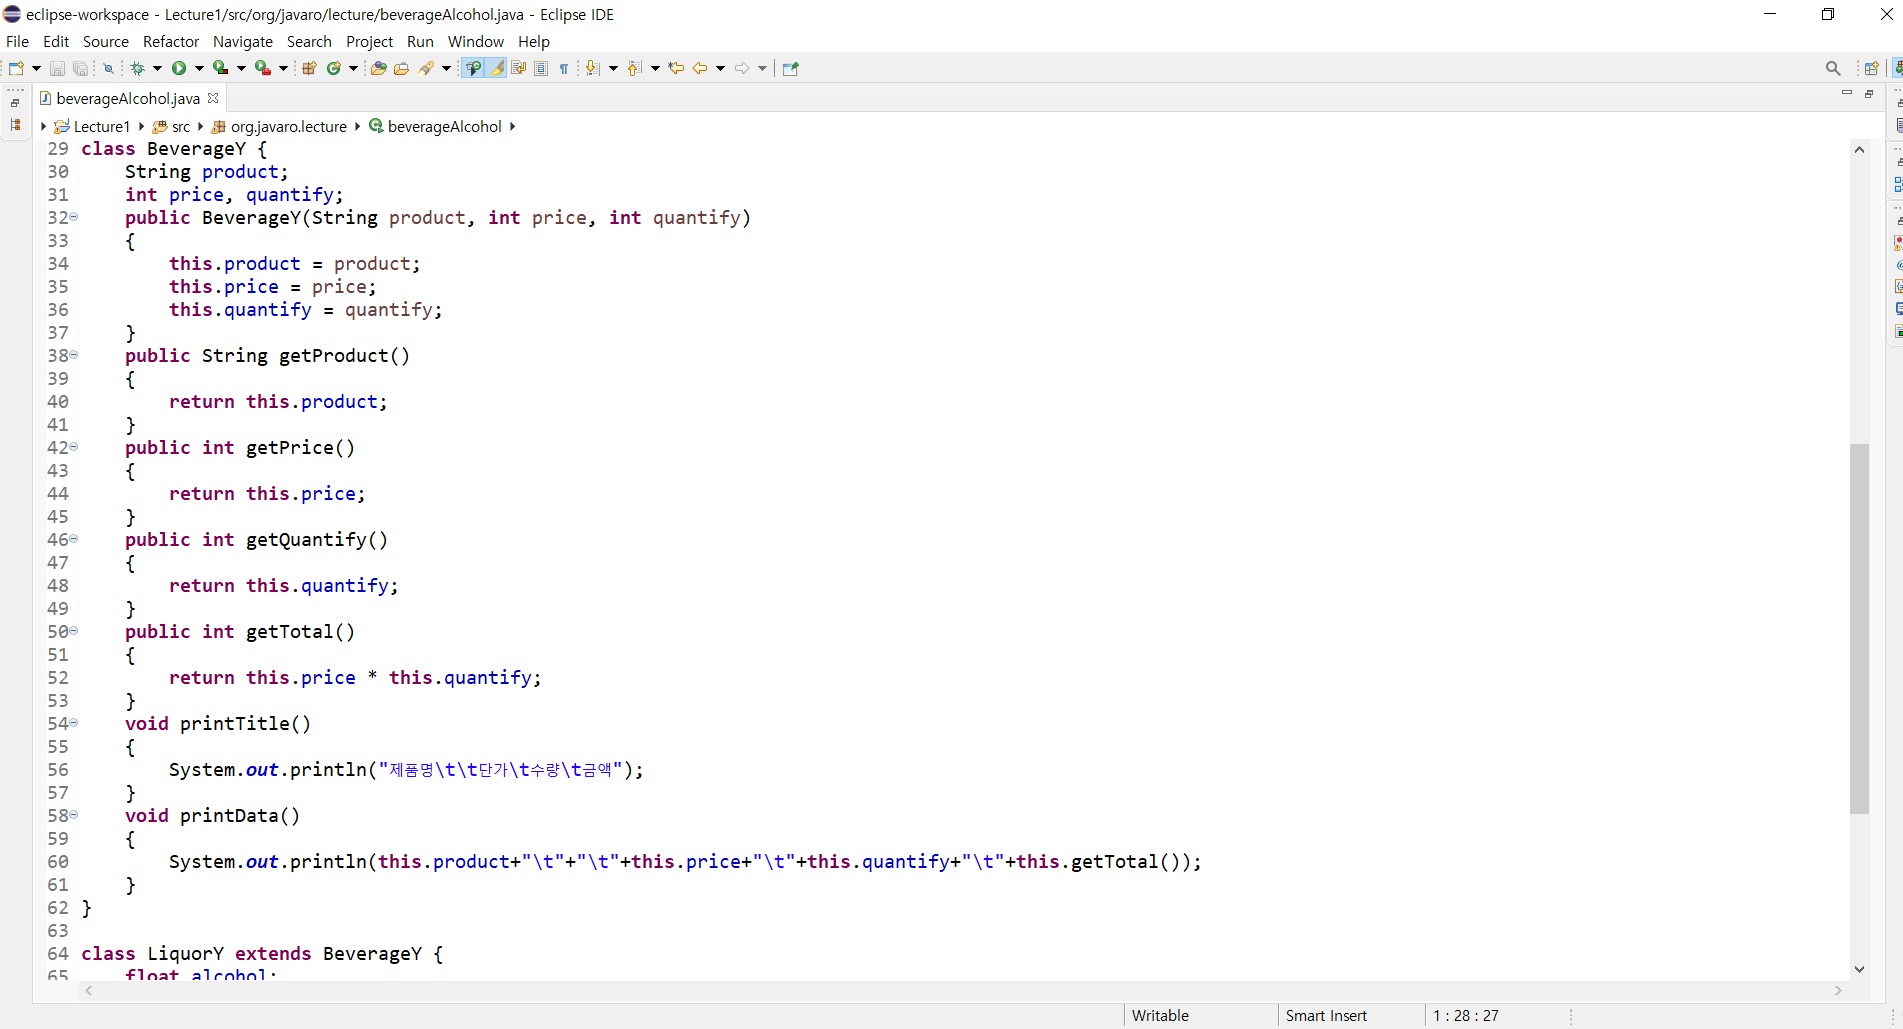 eclipse-workspace - Lecture1/src/org/javaro/lecture/beverageAlcohol.java - Eclipse IDE
File Edit Source Refactor Navigate Search Project Run Window Help
beverageAlcohol.java
Lecture1 src org.javaro.lecture beverageAlcohol
29 class BeverageY {
30     String product;
31     int price, quantify;
32     public BeverageY(String product, int price, int quantify)
33     {
34         this.product = product;
35         this.price = price;
36         this.quantify = quantify;
37     }
38     public String getProduct()
39     {
40         return this.product;
41     }
42     public int getPrice()
43     {
44         return this.price;
45     }
46     public int getQuantify()
47     {
48         return this.quantify;
49     }
50     public int getTotal()
51     {
52         return this.price * this.quantify;
53     }
54     void printTitle()
55     {
56         System.out.println("제품명\t\t단가\t수량\t금액");
57     }
58     void printData()
59     {
60         System.out.println(this.product+"\t"+"\t"+this.price+"\t"+this.quantify+"\t"+this.getTotal());
61     }
62 }
63
64 class LiquorY extends BeverageY {
65     float alcohol;
Writable Smart Insert 1 : 28 : 27